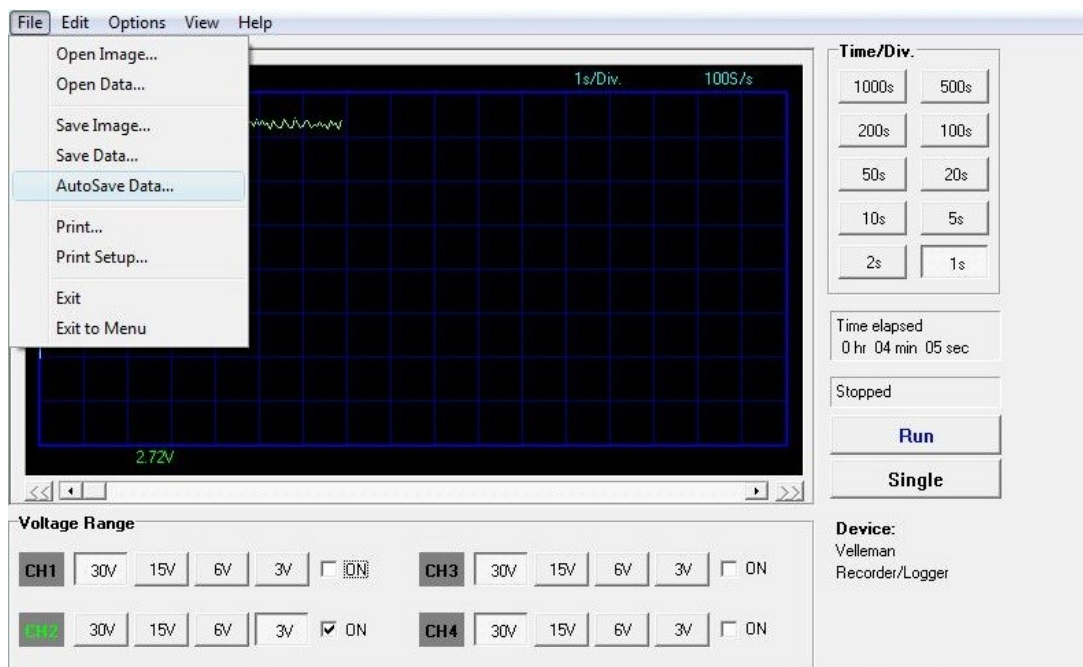 File Edit Options View Help
Open Image...
Open Data...
Save Image...
Save Data...
AutoSave Data...
Print...
Print Setup...
Exit
Exit to Menu
1s/Div. 100S/s
2.72V
<< >>
Time/Div.
1000s 500s
200s 100s
50s 20s
10s 5s
2s 1s
Time elapsed
0 hr 04 min 05 sec
Stopped
Run
Single
Voltage Range
CH1 30V 15V 6V 3V ON
CH3 30V 15V 6V 3V ON
CH2 30V 15V 6V 3V ON
CH4 30V 15V 6V 3V ON
Device:
Velleman
Recorder/Logger